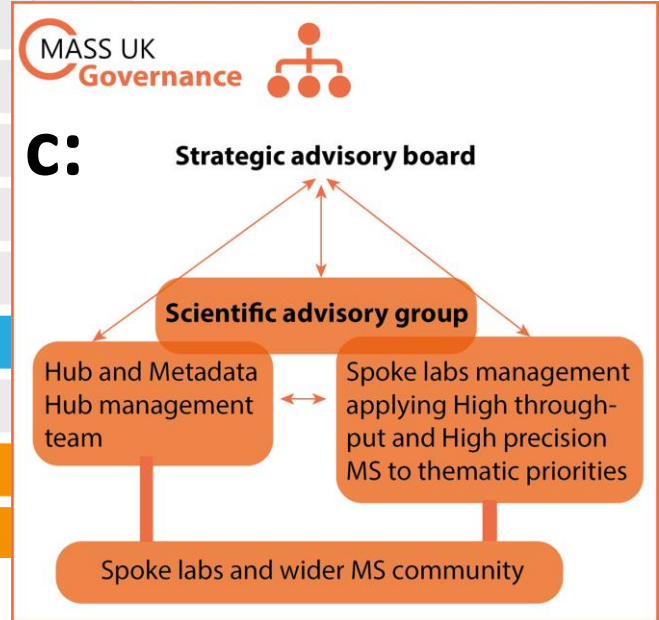 C MASS UK
Governance
c:
Strategic advisory board
Scientific advisory group
Hub and Metadata
Hub management
team
Spoke labs management
applying High through-
put and High precision
MS to thematic priorities
Spoke labs and wider MS community